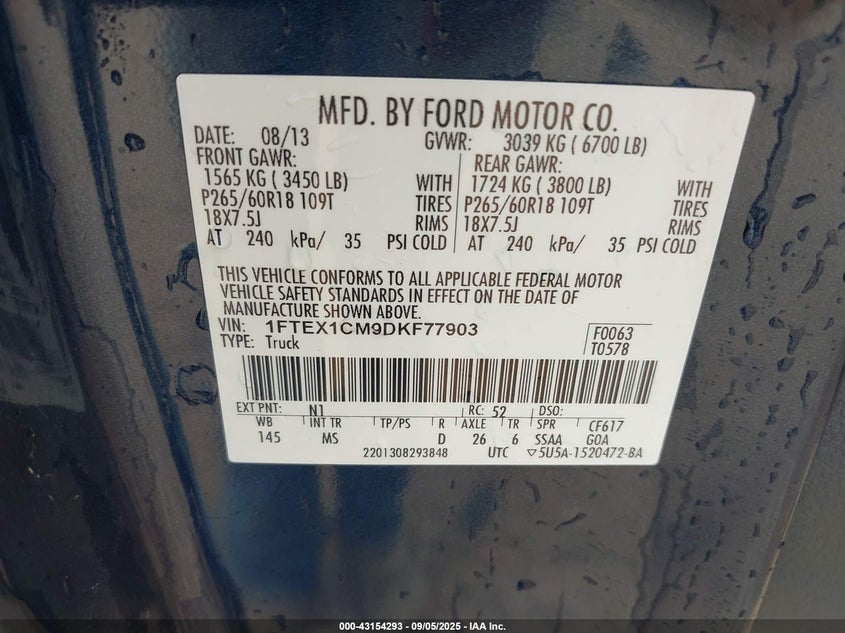 MFD. BY FORD MOTOR CO.
DATE: 08/13 GVWR: 3039 KG ( 6700 LB)
FRONT GAWR: REAR GAWR:
1565 KG ( 3450 LB) WITH 1724 KG ( 3800 LB) WITH
P265/60R18 109T TIRES P265/60R18 109T TIRES
18X7.5J RIMS 18X7.5J RIMS
AT 240 kPa/ 35 PSI COLD AT 240 kPa/ 35 PSI COLD
THIS VEHICLE CONFORMS TO ALL APPLICABLE FEDERAL MOTOR
VEHICLE SAFETY STANDARDS IN EFFECT ON THE DATE OF
MANUFACTURE SHOWN ABOVE.
VIN: 1FTEX1CM9DKF77903 F0063
TYPE: Truck T0578
EXT PNT: N1 RC: 52 DSO:
WB INT TR TP/PS R AXLE TR SPR CF617
145 MS D 26 6 SSAA GOA
2201308293848 UTC ▽5U5A-1520472-BA
000-43154293 - 09/05/2025 - IAA Inc.